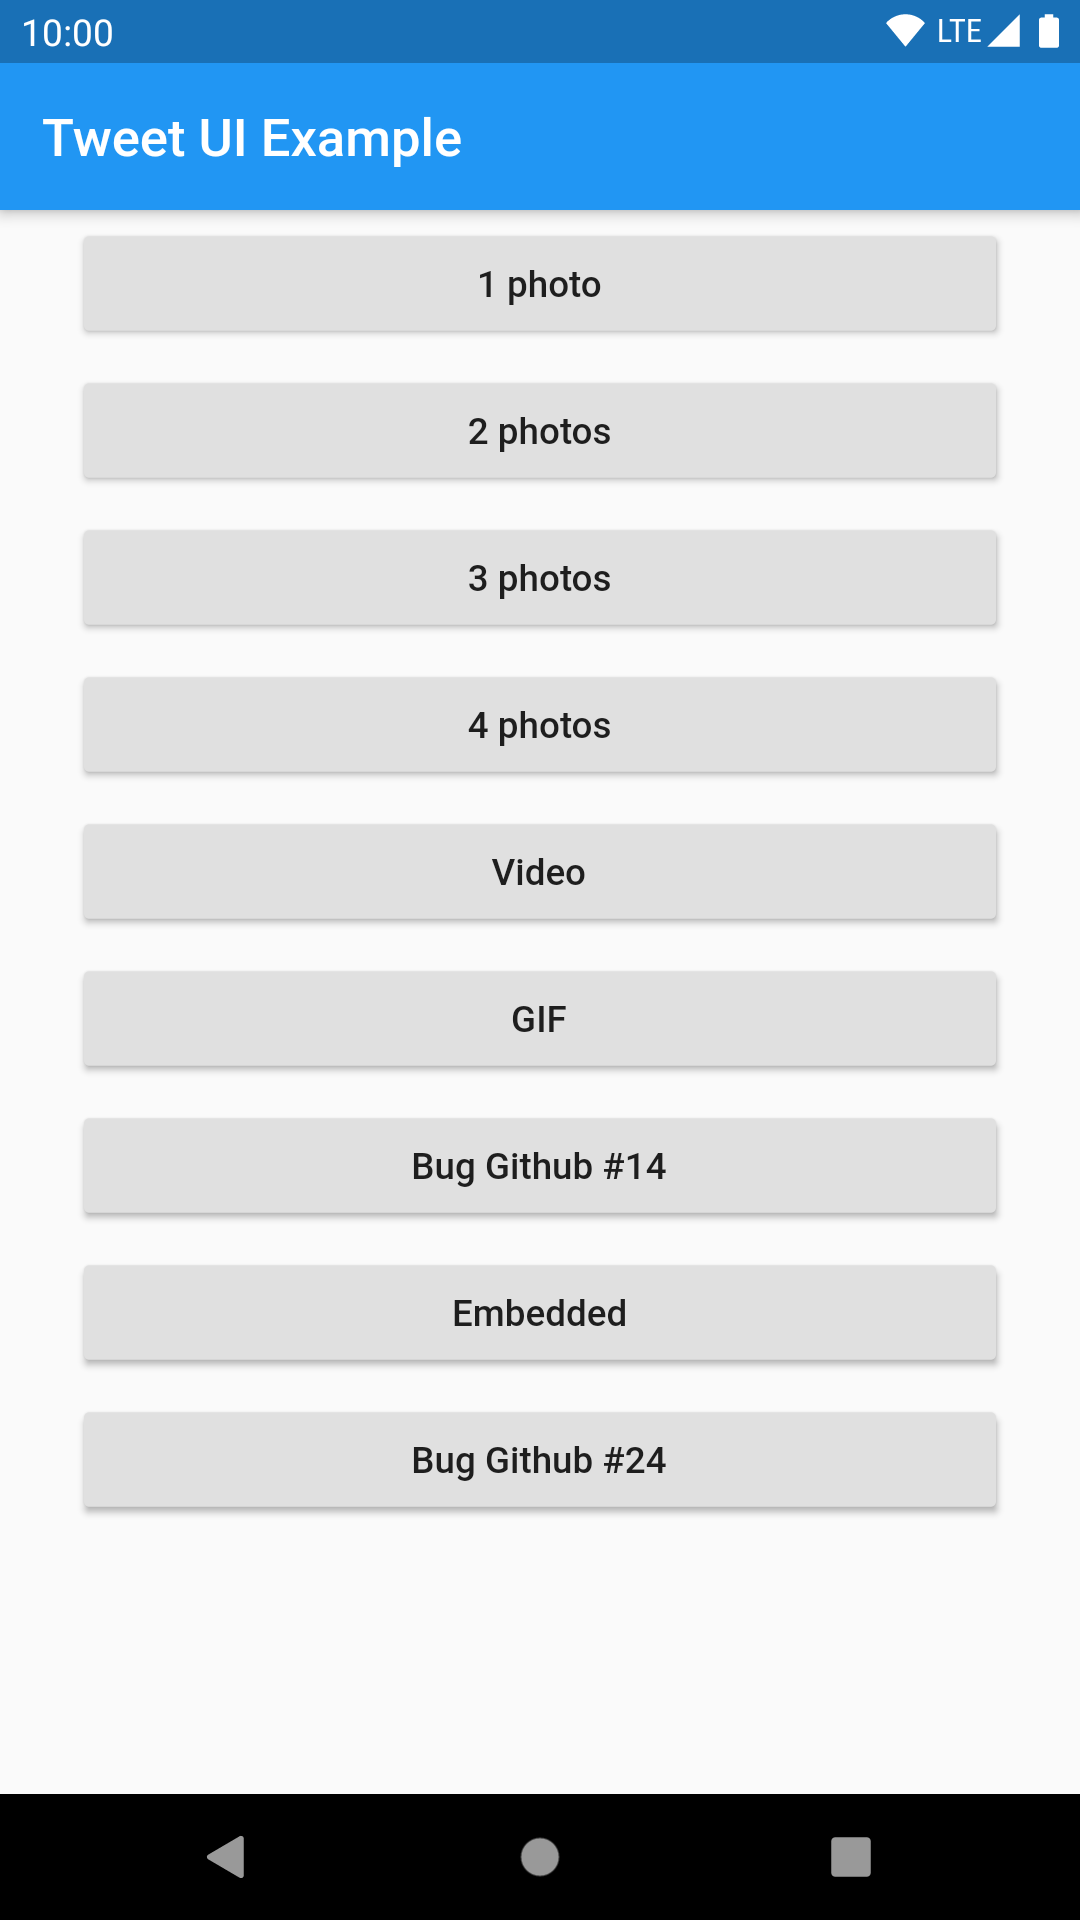 10:00 LTE
Tweet UI Example
1 photo
2 photos
3 photos
4 photos
Video
GIF
Bug Github #14
Embedded
Bug Github #24